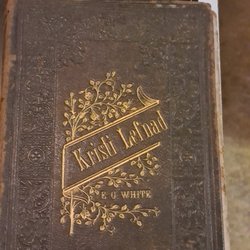 Kristi Lefnad
E G WHITE